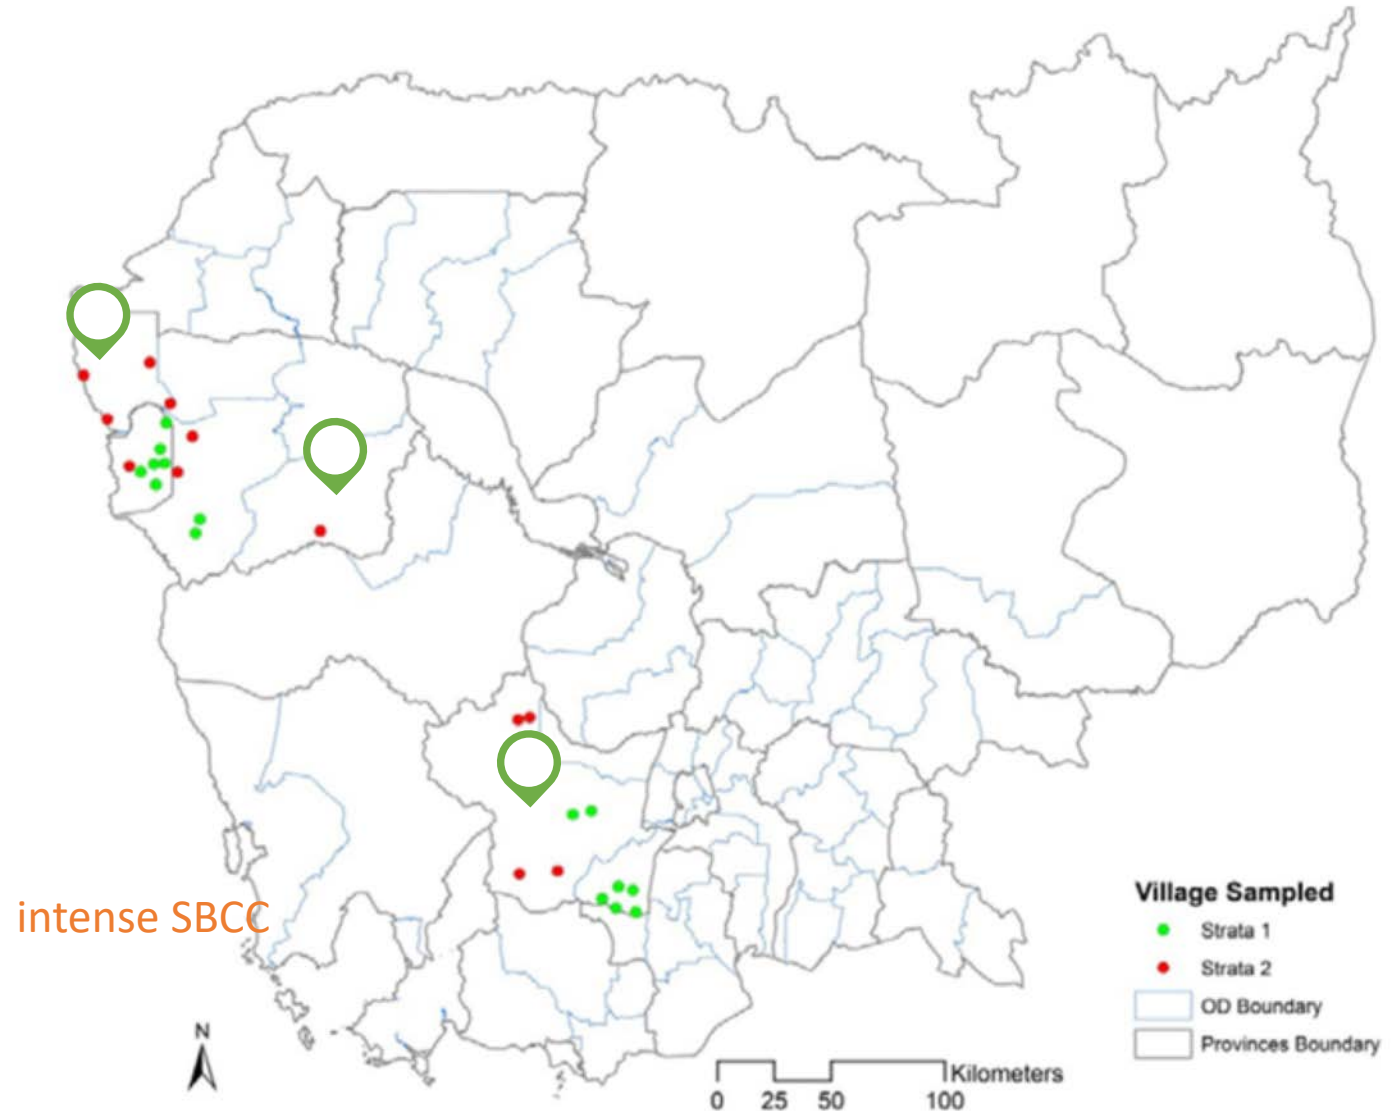 intense SBCC
Village Sampled
Strata 1
Strata 2
OD Boundary
Provinces Boundary
N
Kilometers
0 25 50 100